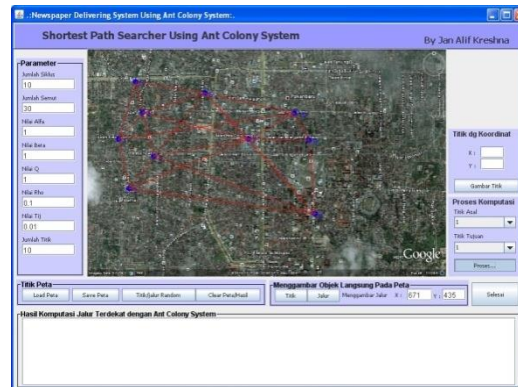 .:Newspaper Delivering System Using Ant Colony System:.
Shortest Path Searcher Using Ant Colony System
By Jan Alif Kreshna
Parameter
Jumlah Siklus
10
Jumlah Semut
30
Nilai Alfa
1
Nilai Beta
1
Nilai Q
1
Nilai Rho
0.1
Nilai Tij
0.01
Jumlah Titik
10
Google
Titik dg Koordinat
X :
Y :
Gambar Titik
Proses Komputasi
Titik Asal
1
Titik Tujuan
1
Proses...
Titik Peta
Load Peta
Save Peta
Titik/Jalur Random
Clear Peta/Hasil
Menggambar Objek Langsung Pada Peta
Titik
Jalur
Menggambar Jalur
X : 671
Y : 435
Selesai
Hasil Komputasi Jalur Terdekat dengan Ant Colony System